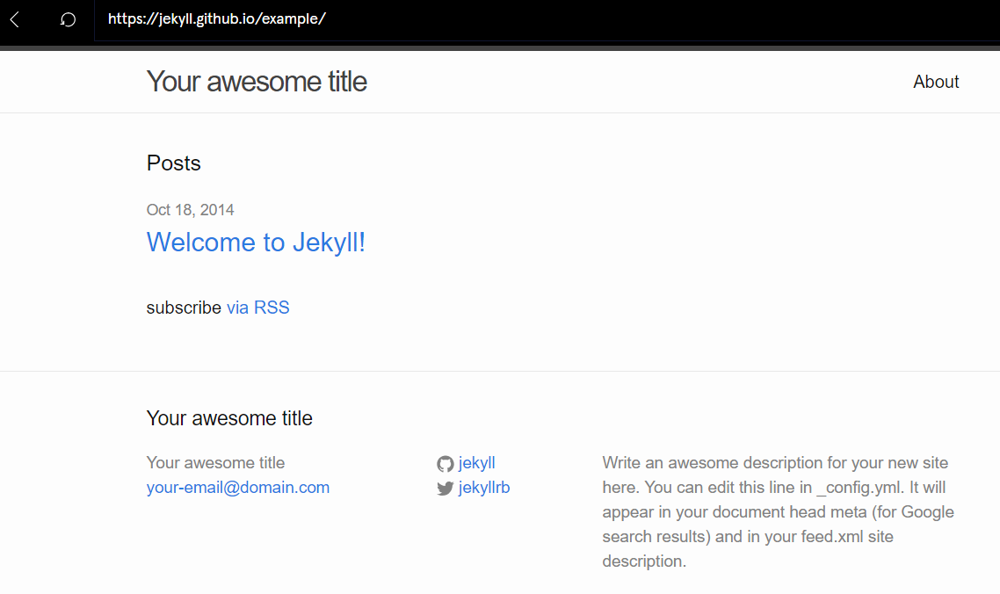 https://jekyll.github.io/example/
Your awesome title
About
Posts
Oct 18, 2014
Welcome to Jekyll!
subscribe via RSS
Your awesome title
Your awesome title
your-email@domain.com
jekyll
jekyllrb
Write an awesome description for your new site
here. You can edit this line in _config.yml. It will
appear in your document head meta (for Google
search results) and in your feed.xml site
description.